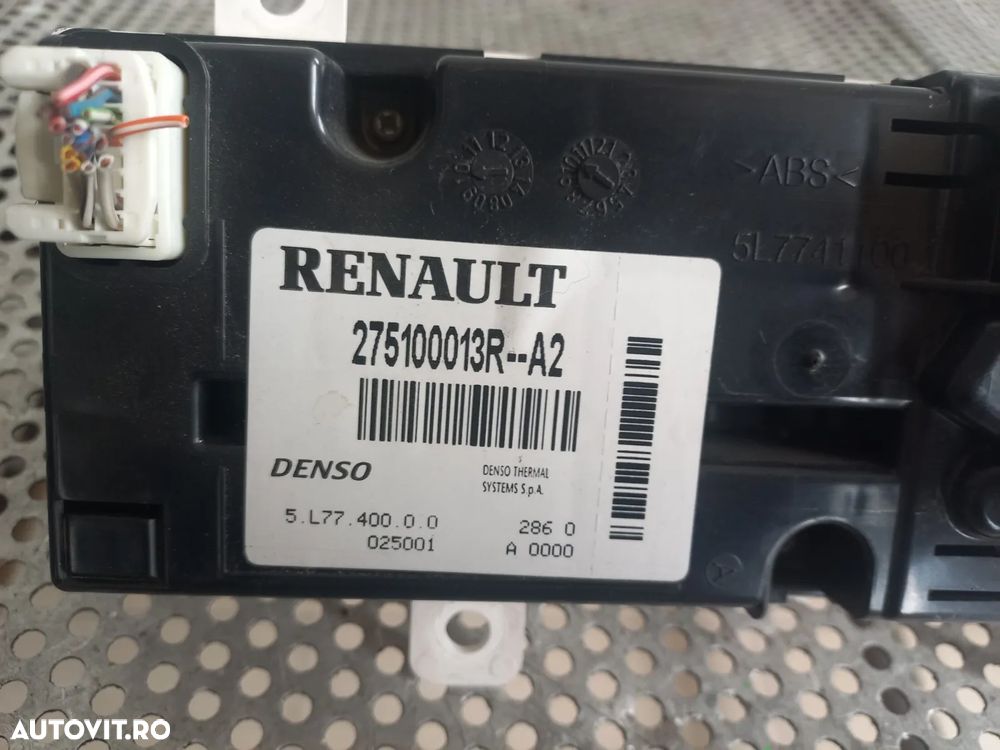 >ABS<
RENAULT
275100013R--A2
DENSO
DENSO THERMAL
SYSTEMS S.p.A.
5.L77.400.0.0
286 0
025001
A 0000
AUTOVIT.RO